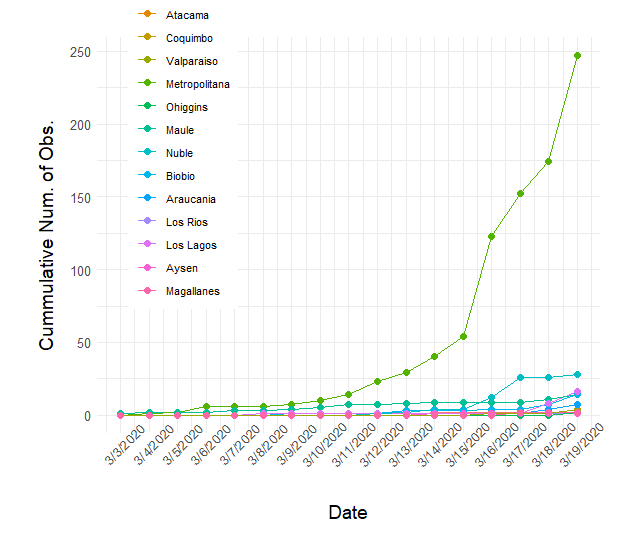 Atacama
Coquimbo
Valparaiso
Metropolitana
Ohiggins
Maule
Nuble
Biobio
Araucania
Los Rios
Los Lagos
Aysen
Magallanes
Cummulative Num. of Obs.
250
200
150
100
50
0
3/3/2020
3/4/2020
3/5/2020
3/6/2020
3/7/2020
3/8/2020
3/9/2020
3/10/2020
3/11/2020
3/12/2020
3/13/2020
3/14/2020
3/15/2020
3/16/2020
3/17/2020
3/18/2020
3/19/2020
Date